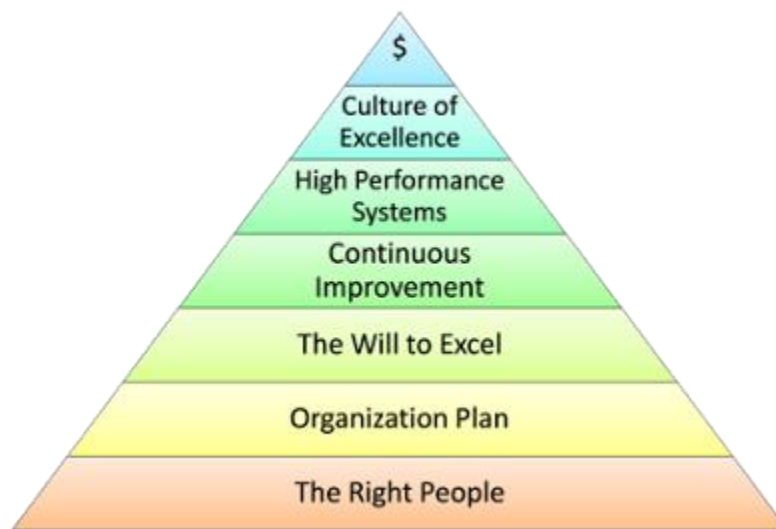 $
Culture of
Excellence
High Performance
Systems
Continuous
Improvement
The Will to Excel
Organization Plan
The Right People